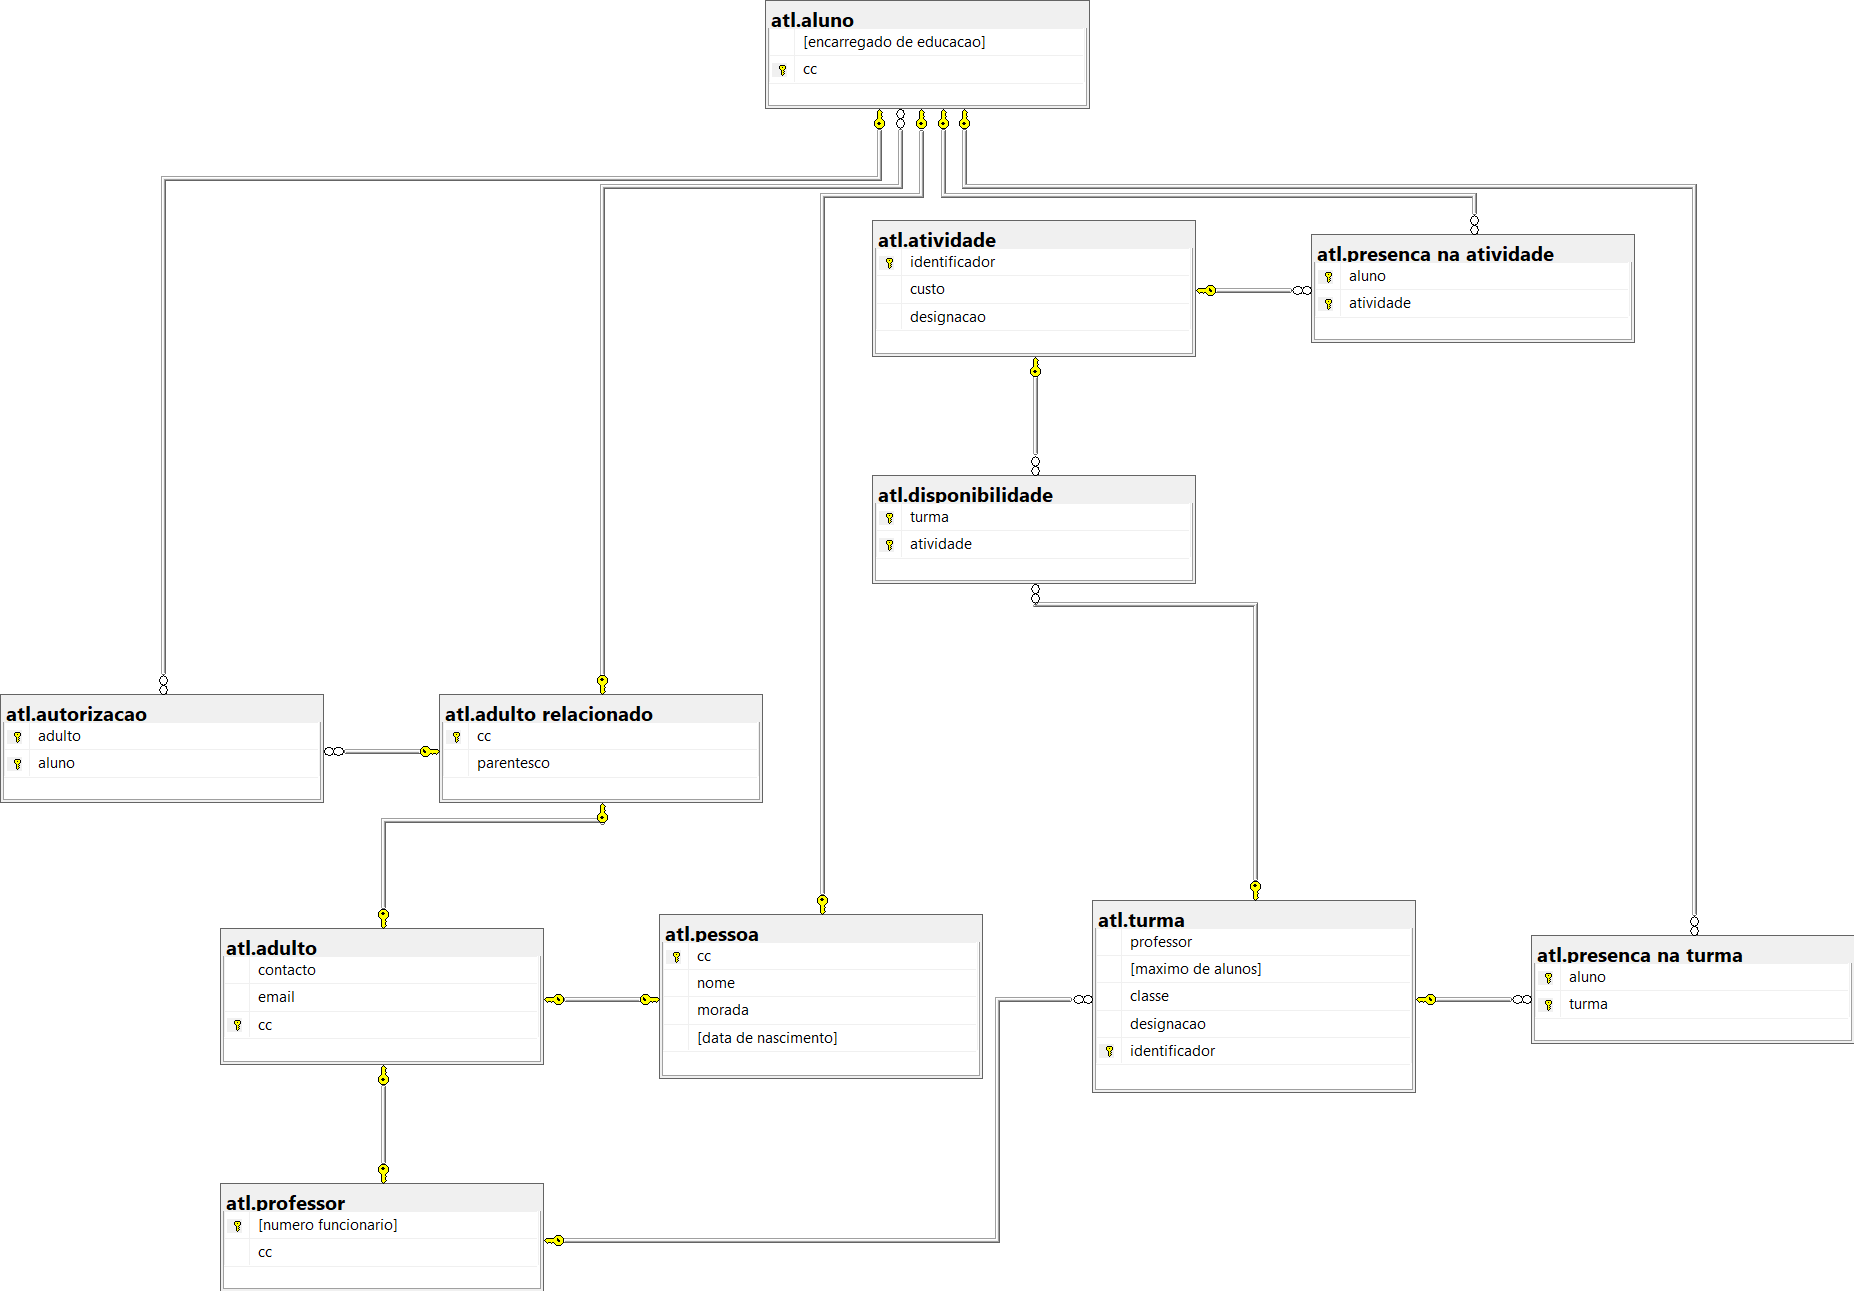 atl.aluno
[encarregado de educacao]
cc
atl.atividade
identificador
custo
designacao
atl.presenca na atividade
aluno
atividade
atl.disponibilidade
turma
atividade
atl.autorizacao
adulto
aluno
atl.adulto relacionado
cc
parentesco
atl.adulto
contacto
email
cc
atl.pessoa
cc
nome
morada
[data de nascimento]
atl.turma
professor
[maximo de alunos]
classe
designacao
identificador
atl.presenca na turma
aluno
turma
atl.professor
[numero funcionario]
cc